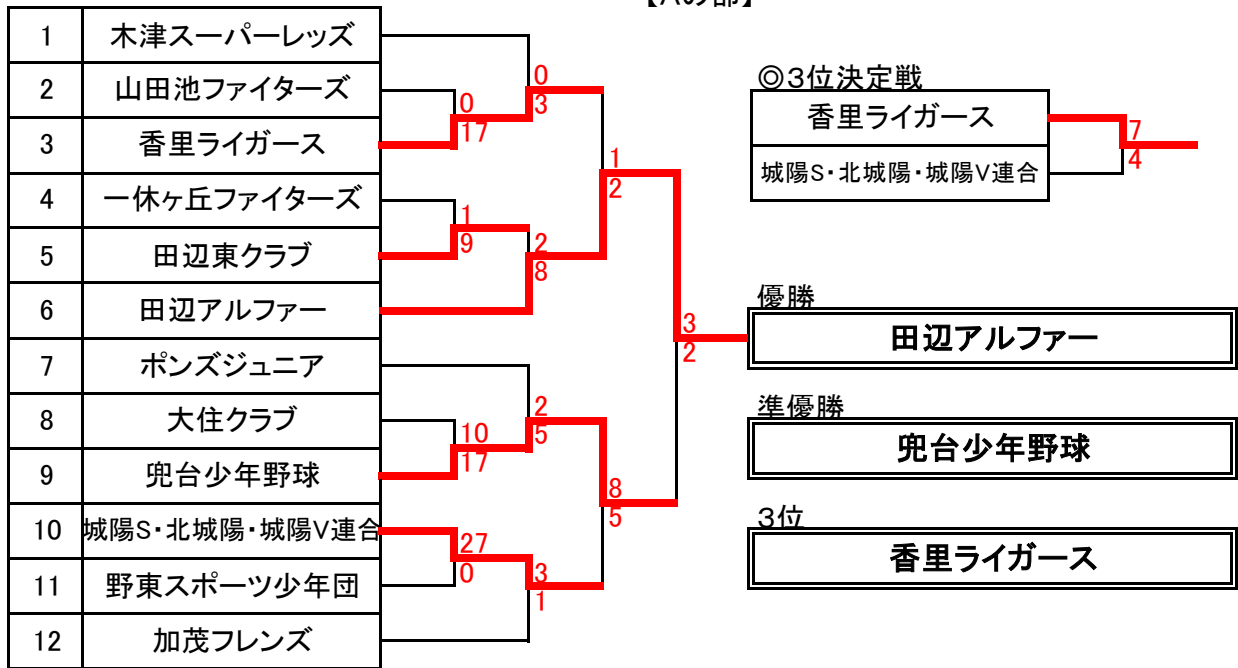 【Aの部】
1 木津スーパーレッズ
2 山田池ファイターズ
3 香里ライガース
4 一休ヶ丘ファイターズ
5 田辺東クラブ
6 田辺アルファー
7 ポンズジュニア
8 大住クラブ
9 兜台少年野球
10 城陽S・北城陽・城陽V連合
11 野東スポーツ少年団
12 加茂フレンズ
0
17
1
9
10
17
27
0
0
3
2
8
2
5
3
1
1
2
8
5
3
2
◎3位決定戦
香里ライガース
城陽S・北城陽・城陽V連合
7
4
優勝
田辺アルファー
準優勝
兜台少年野球
3位
香里ライガース